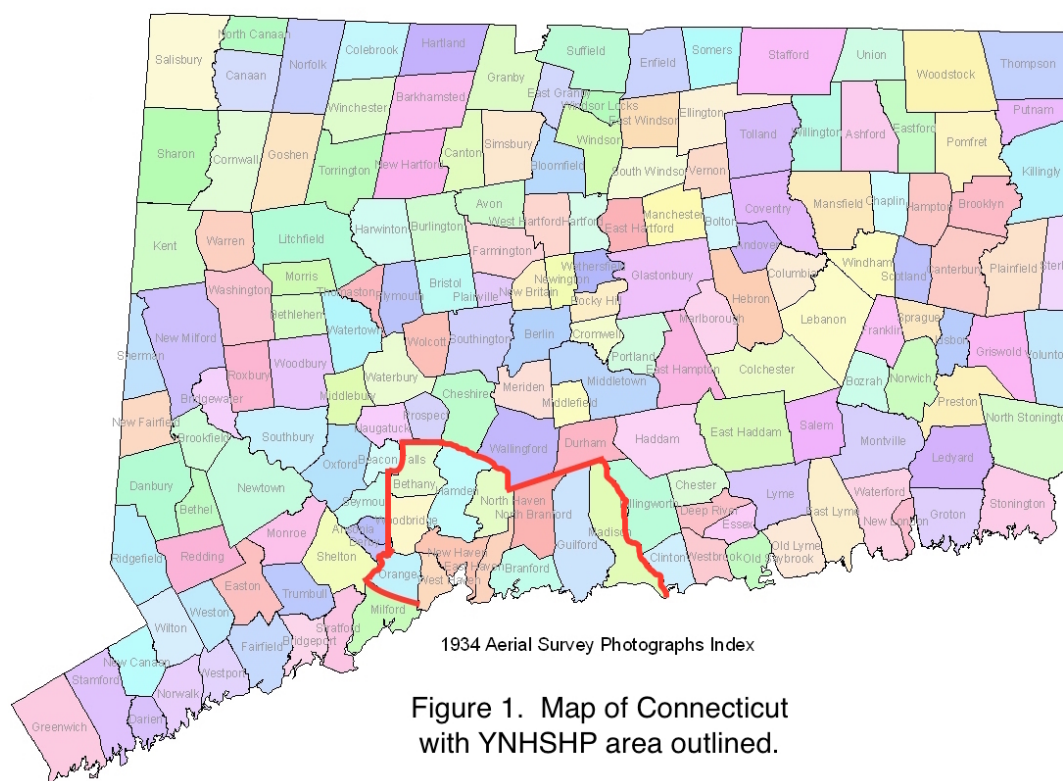 North Canaan
Salisbury
Canaan
Norfolk
Colebrook
Hartland
Granby
Suffield
Enfield
Somers
Stafford
Union
Woodstock
Thompson
East Granby
Windsor Locks
Winchester
Barkhamsted
East Windsor
Ellington
Putnam
Sharon
Cornwall
Goshen
Torrington
New Hartford
Canton
Simsbury
Bloomfield
Windsor
South Windsor
Vernon
Tolland
Willington
Ashford
Eastford
Pomfret
Killingly
Kent
Warren
Litchfield
Harwinton
Burlington
Avon
West Hartford
Hartford
East Hartford
Manchester
Bolton
Coventry
Mansfield
Chaplin
Hampton
Brooklyn
Farmington
Andover
Columbia
Windham
Scotland
Canterbury
Plainfield
Washington
Morris
Bethlehem
Thomaston
Plymouth
Bristol
Plainville
New Britain
Newington
Wethersfield
Rocky Hill
Glastonbury
Hebron
Lebanon
Marlborough
Sherman
New Milford
Roxbury
Woodbury
Watertown
Wolcott
Southington
Berlin
Cromwell
Portland
East Hampton
Colchester
Franklin
Sprague
Lisbon
Griswold
Bozrah
Norwich
Preston
North Stonington
Bridgewater
Middlebury
Waterbury
Cheshire
Meriden
Middlefield
Middletown
New Fairfield
Brookfield
Southbury
Naugatuck
Prospect
Wallingford
Durham
Haddam
East Haddam
Salem
Montville
Ledyard
Danbury
Bethel
Newtown
Oxford
Beacon Falls
Bethany
Hamden
North Haven
North Branford
Seymour
Woodbridge
Ansonia
Derby
Guilford
Madison
Killingworth
Chester
Deep River
Essex
Lyme
East Lyme
Waterford
New London
Groton
Stonington
Ridgefield
Redding
Monroe
Shelton
Orange
New Haven
East Haven
West Haven
Branford
Clinton
Westbrook
Old Saybrook
Old Lyme
Easton
Trumbull
Milford
Wilton
Weston
Stratford
Bridgeport
Fairfield
New Canaan
Westport
Stamford
Norwalk
Darien
Greenwich
1934 Aerial Survey Photographs Index
Figure 1. Map of Connecticut
with YNHSHP area outlined.